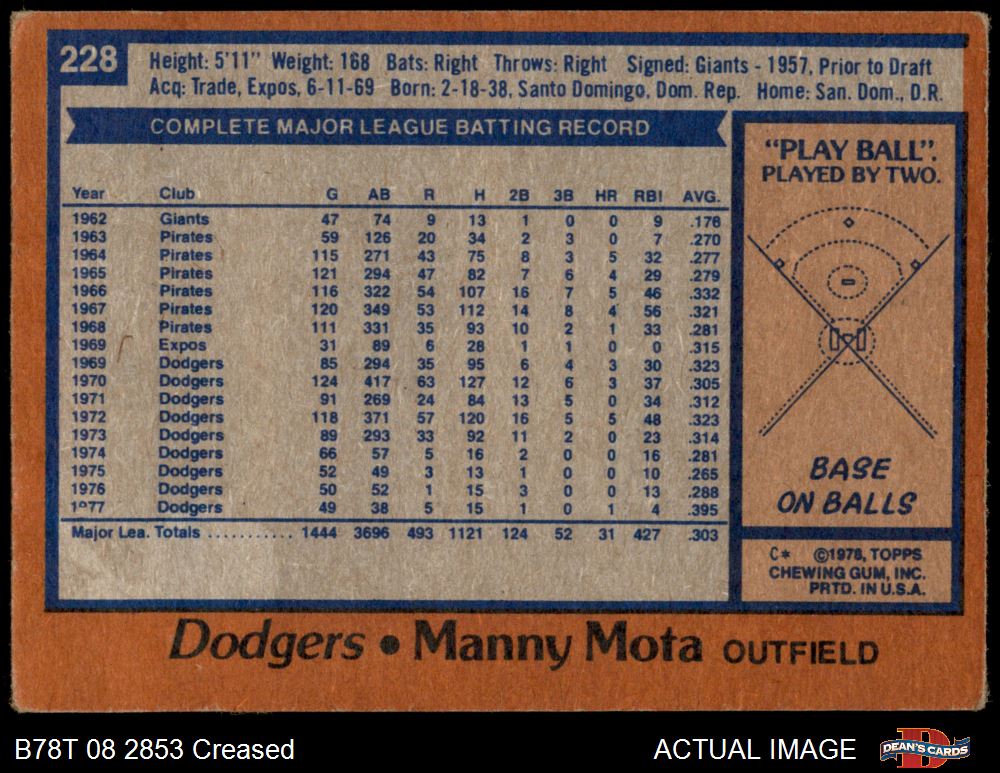 228
Height: 5'11" Weight: 168 Bats: Right Throws: Right Signed: Giants - 1957, Prior to Draft
Acq: Trade, Expos, 6-11-69 Born: 2-18-38, Santo Domingo, Dom. Rep. Home: San. Dom., D.R.
COMPLETE MAJOR LEAGUE BATTING RECORD
Year Club G AB R H 2B 3B HR RBI AVG.
1962 Giants 47 74 9 13 1 0 0 9 .176
1963 Pirates 59 126 20 34 2 3 0 7 .270
1964 Pirates 115 271 43 75 8 3 5 32 .277
1965 Pirates 121 294 47 82 7 6 4 29 .279
1966 Pirates 116 322 54 107 16 7 5 46 .332
1967 Pirates 120 349 53 112 14 8 4 56 .321
1968 Pirates 111 331 35 93 10 2 1 33 .281
1969 Expos 31 89 6 28 1 1 0 0 .315
1969 Dodgers 85 294 35 95 6 4 3 30 .323
1970 Dodgers 124 417 63 127 12 6 3 37 .305
1971 Dodgers 91 269 24 84 13 5 0 34 .312
1972 Dodgers 118 371 57 120 16 5 5 48 .323
1973 Dodgers 89 293 33 92 11 2 0 23 .314
1974 Dodgers 66 57 5 16 2 0 0 16 .281
1975 Dodgers 52 49 3 13 1 0 0 10 .265
1976 Dodgers 50 52 1 15 3 0 0 13 .288
1977 Dodgers 49 38 5 15 1 0 1 4 .395
Major Lea. Totals ........... 1444 3696 493 1121 124 52 31 427 .303
"PLAY BALL".
PLAYED BY TWO.
BASE
ON BALLS
C* ©1978, TOPPS
CHEWING GUM, INC.
PRTD. IN U.S.A.
Dodgers • Manny Mota OUTFIELD
B78T 08 2853 Creased
ACTUAL IMAGE
DEAN'S CARDS